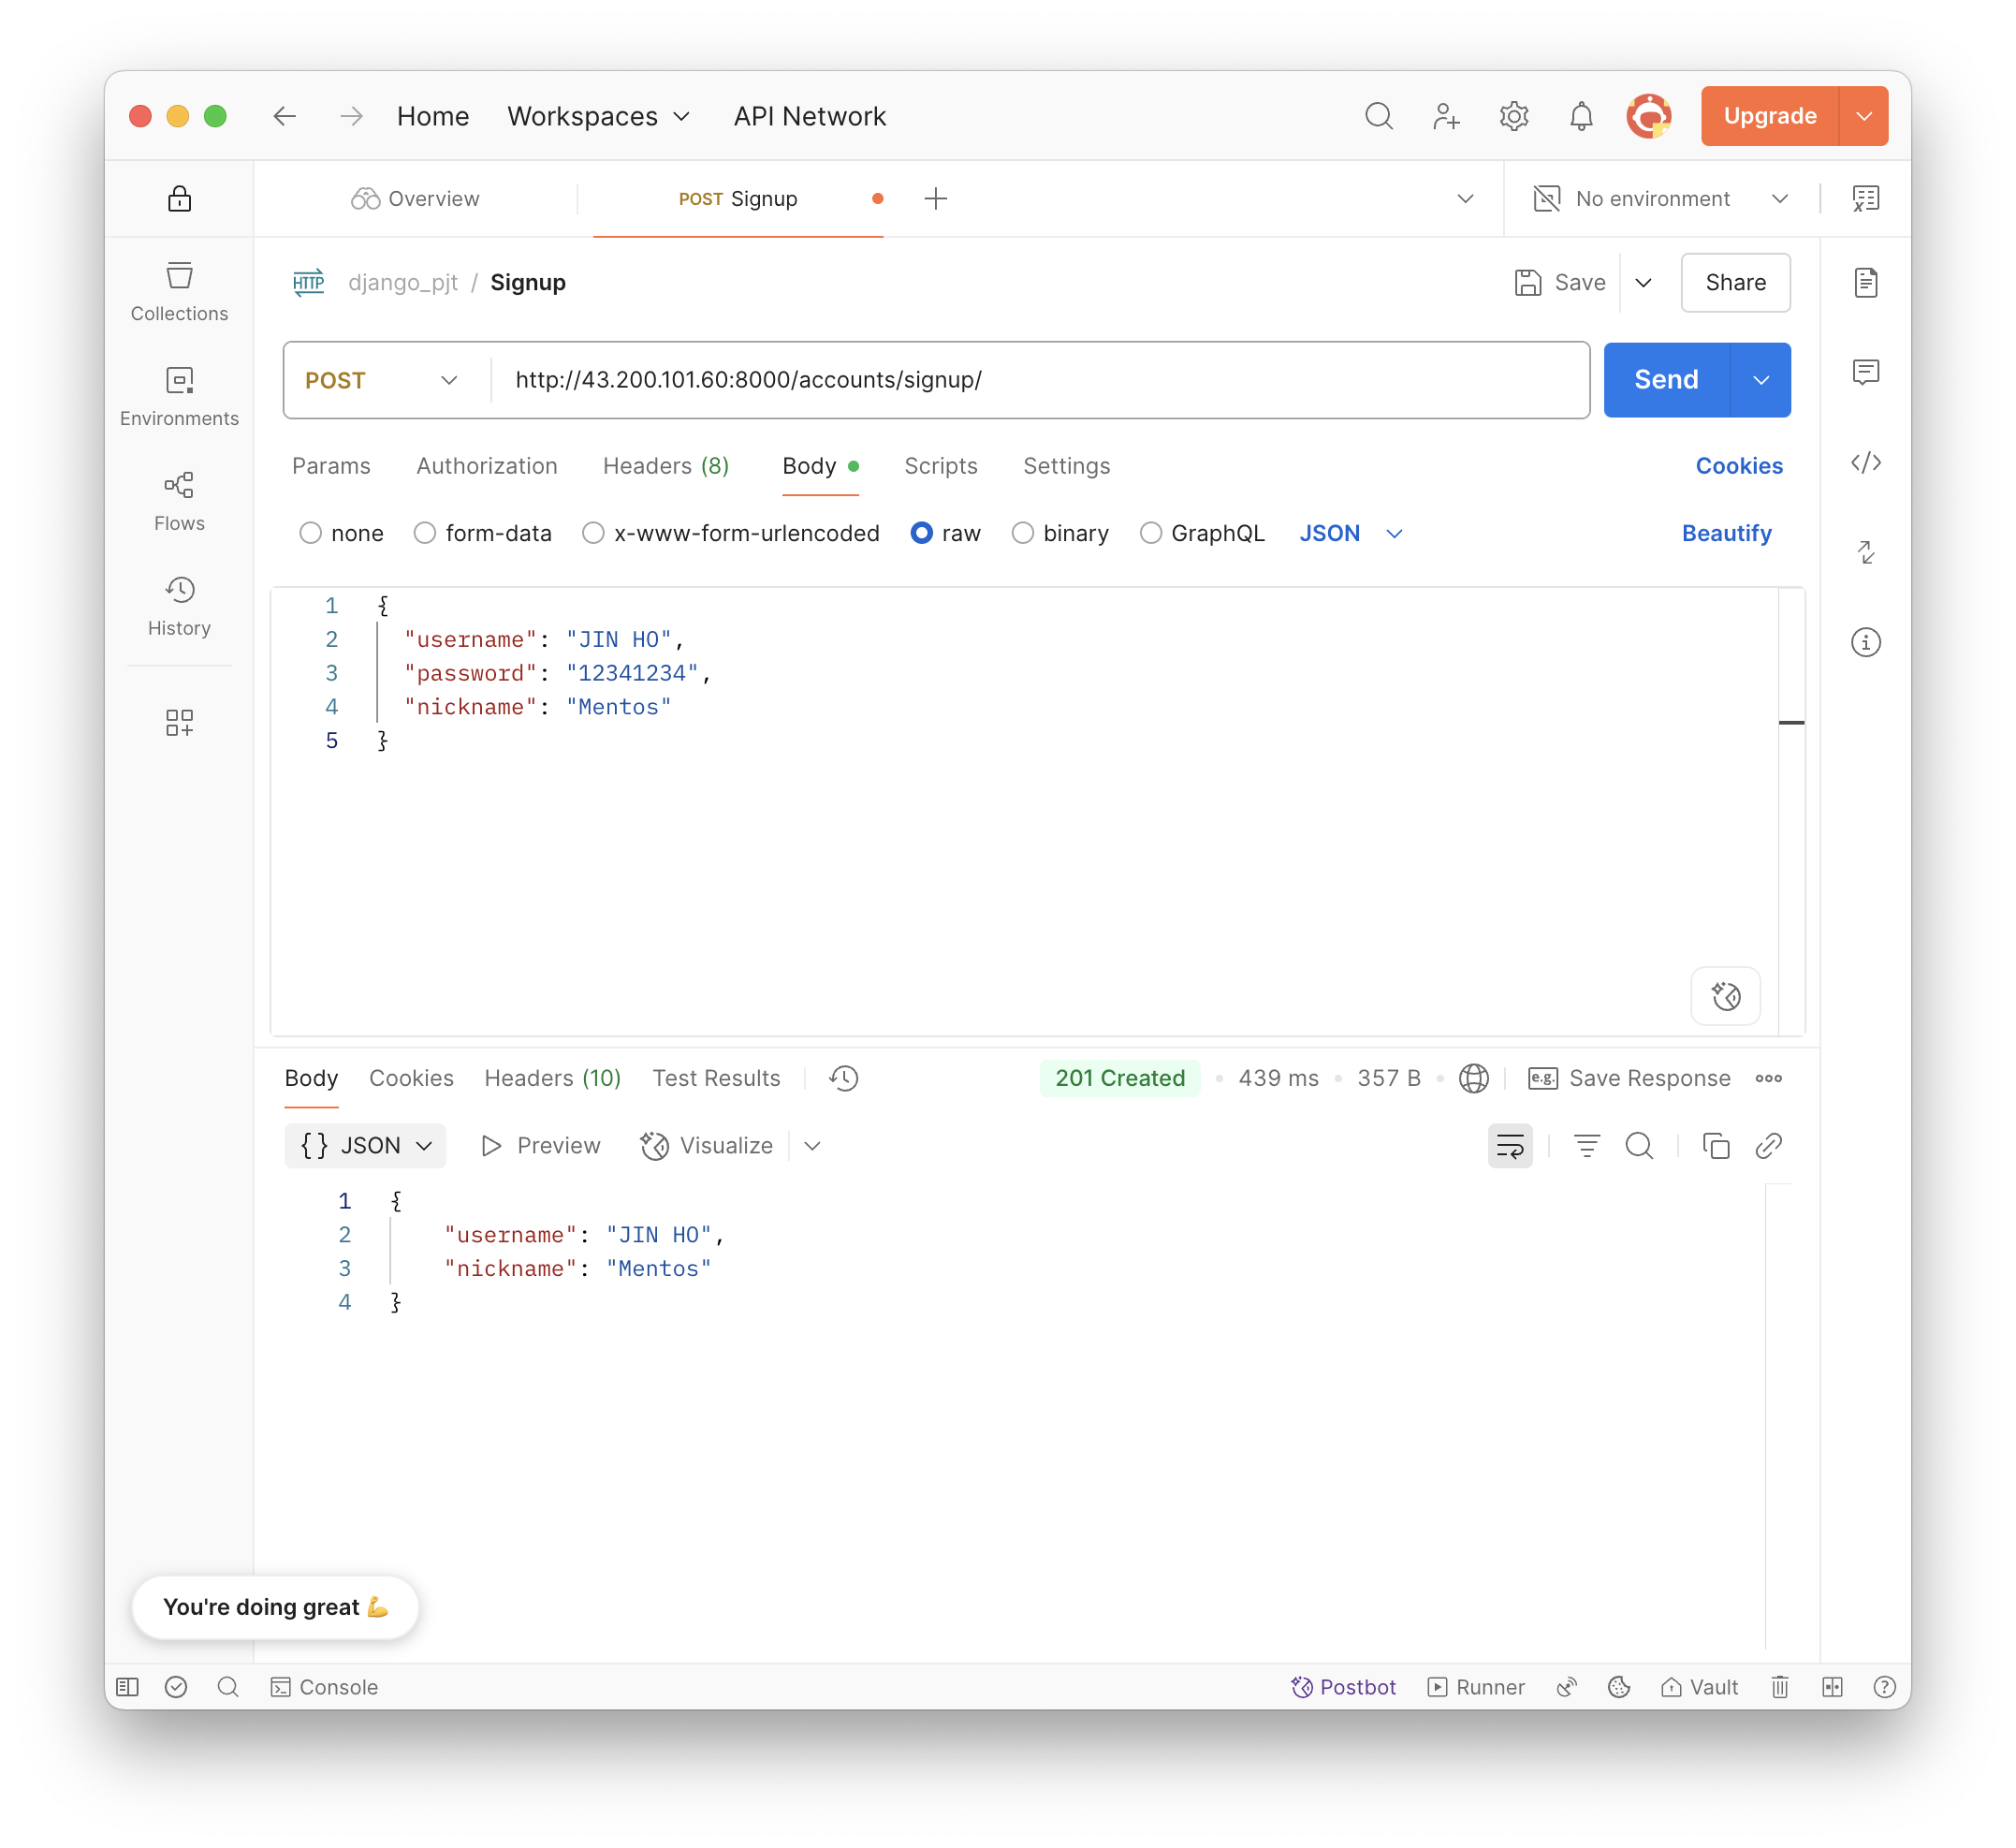 Home Workspaces API Network Upgrade
Overview POST Signup No environment
HTTP django_pjt / Signup Save Share
Collections
POST http://43.200.101.60:8000/accounts/signup/ Send
Environments
Params Authorization Headers (8) Body Scripts Settings Cookies
Flows
none form-data x-www-form-urlencoded raw binary GraphQL JSON Beautify
History
1 {
2 "username": "JIN HO",
3 "password": "12341234",
4 "nickname": "Mentos"
5 }
Body Cookies Headers (10) Test Results 201 Created • 439 ms • 357 B • e.g. Save Response
{} JSON Preview Visualize
1 {
2 "username": "JIN HO",
3 "nickname": "Mentos"
4 }
You're doing great 💪
Console Postbot Runner Vault